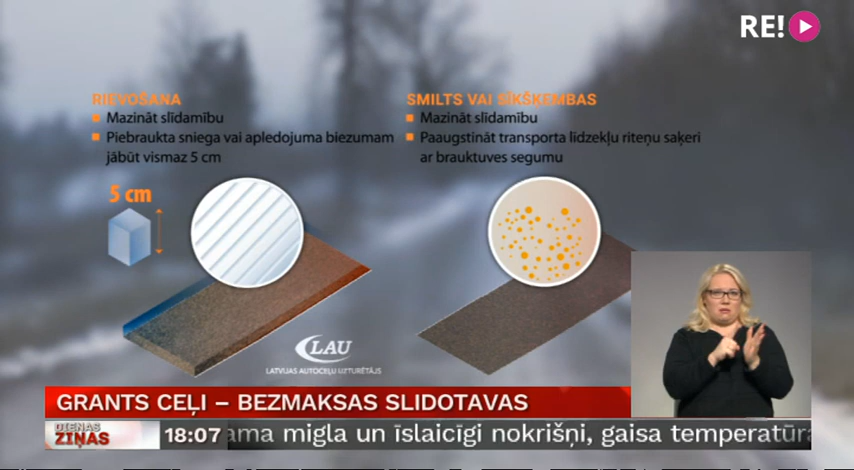 RE!
RIEVOŠANA
Mazināt slīdamību
Piebraukta sniega vai apledojuma biezumam
jābūt vismaz 5 cm
5 cm
SMILTS VAI SĪKŠĶEMBAS
Mazināt slīdamību
Paaugstināt transporta līdzekļu riteņu saķeri
ar brauktuves segumu
LAU
LATVIJAS AUTOCEĻU UZTURĒTĀJS
GRANTS CEĻI – BEZMAKSAS SLIDOTAVAS
DIENAS
ZIŅAS
18:07 ama migla un īslaicīgi nokrišņi, gaisa temperatūra